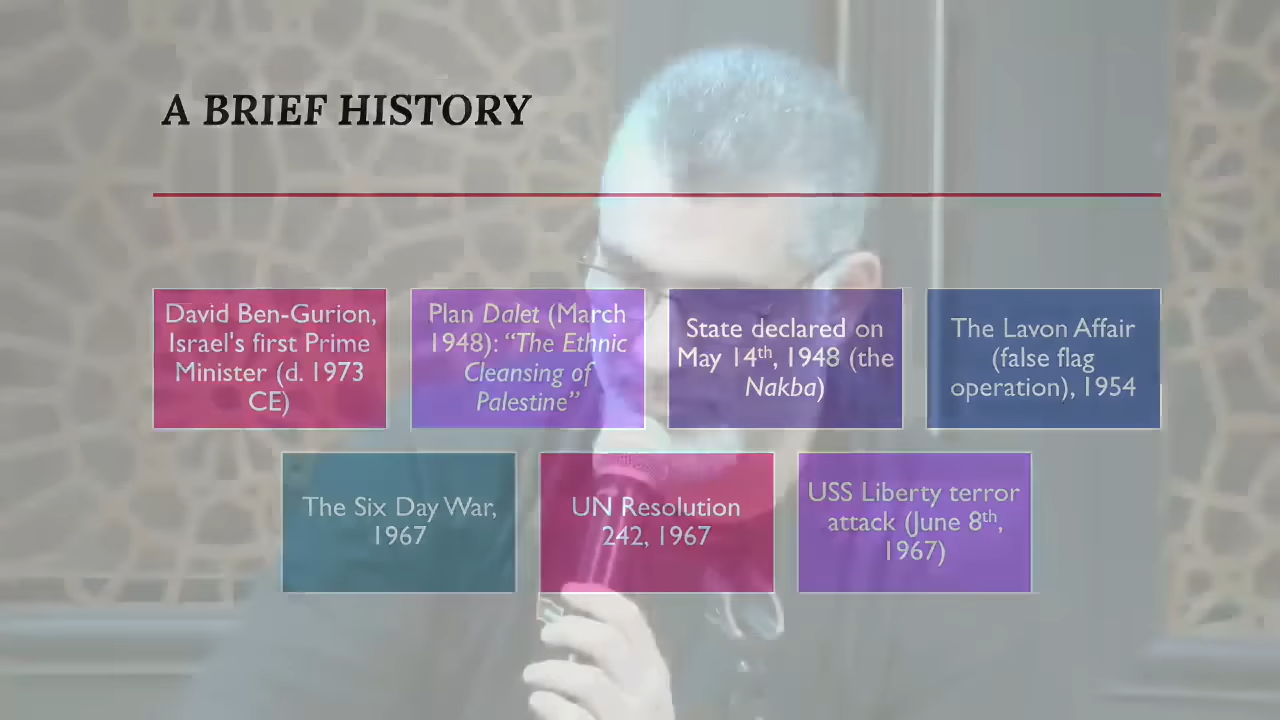 A BRIEF HISTORY
David Ben-Gurion,
Israel's first Prime
Minister (d. 1973
CE)
Plan Dalet (March
1948): “The Ethnic
Cleansing of
Palestine”
State declared on
May 14th, 1948 (the
Nakba)
The Lavon Affair
(false flag
operation), 1954
The Six Day War,
1967
UN Resolution
242, 1967
USS Liberty terror
attack (June 8th,
1967)